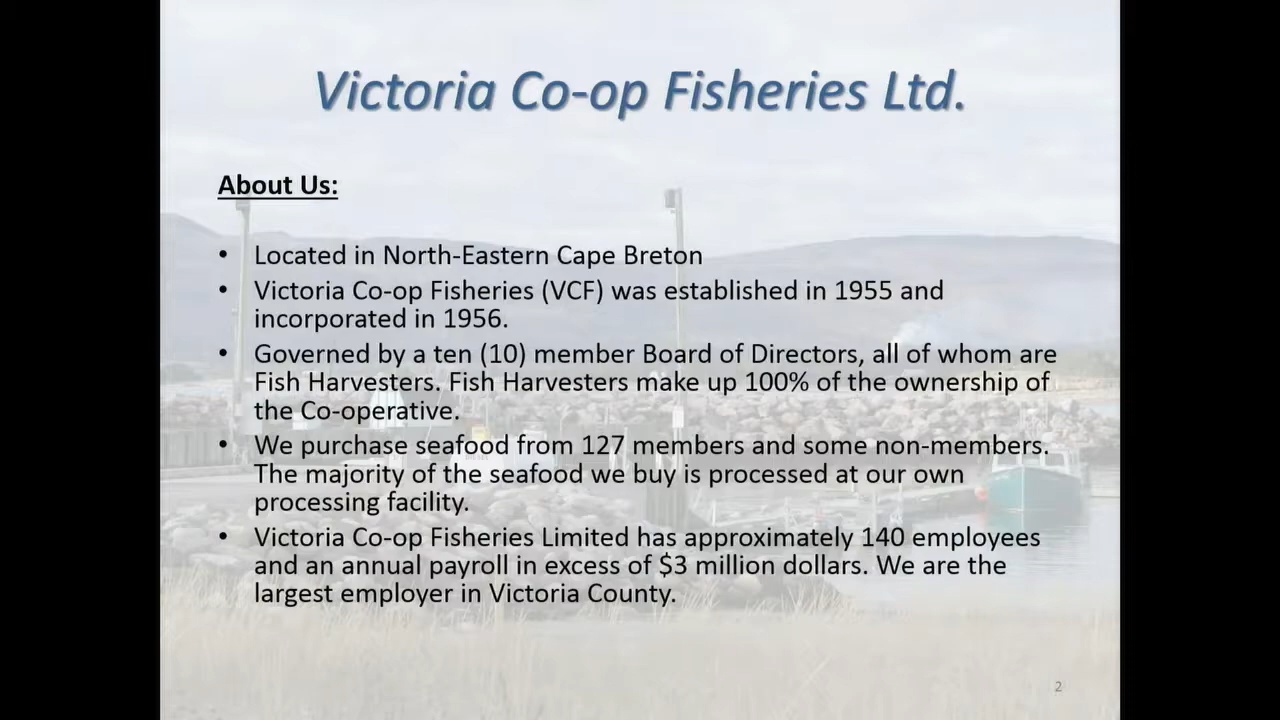 Victoria Co-op Fisheries Ltd.
About Us:
• Located in North-Eastern Cape Breton
• Victoria Co-op Fisheries (VCF) was established in 1955 and
incorporated in 1956.
• Governed by a ten (10) member Board of Directors, all of whom are
Fish Harvesters. Fish Harvesters make up 100% of the ownership of
the Co-operative.
• We purchase seafood from 127 members and some non-members.
The majority of the seafood we buy is processed at our own
processing facility.
• Victoria Co-op Fisheries Limited has approximately 140 employees
and an annual payroll in excess of $3 million dollars. We are the
largest employer in Victoria County.
2